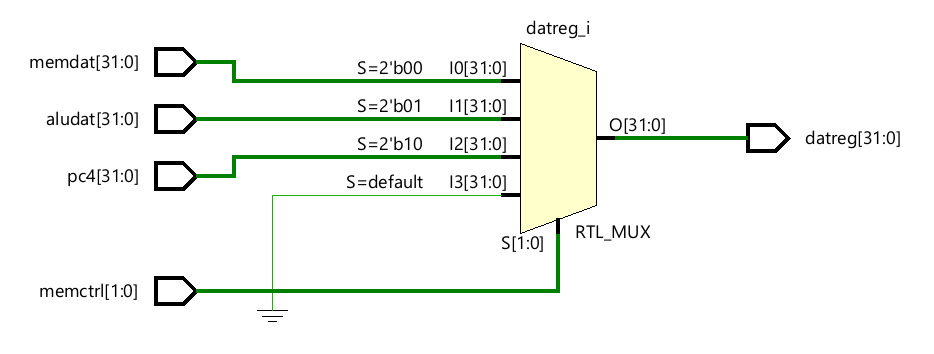 datreg_i
memdat[31:0]
S=2'b00
I0[31:0]
aludat[31:0]
S=2'b01
I1[31:0]
O[31:0]
datreg[31:0]
pc4[31:0]
S=2'b10
I2[31:0]
S=default
I3[31:0]
S[1:0]
RTL_MUX
memctrl[1:0]